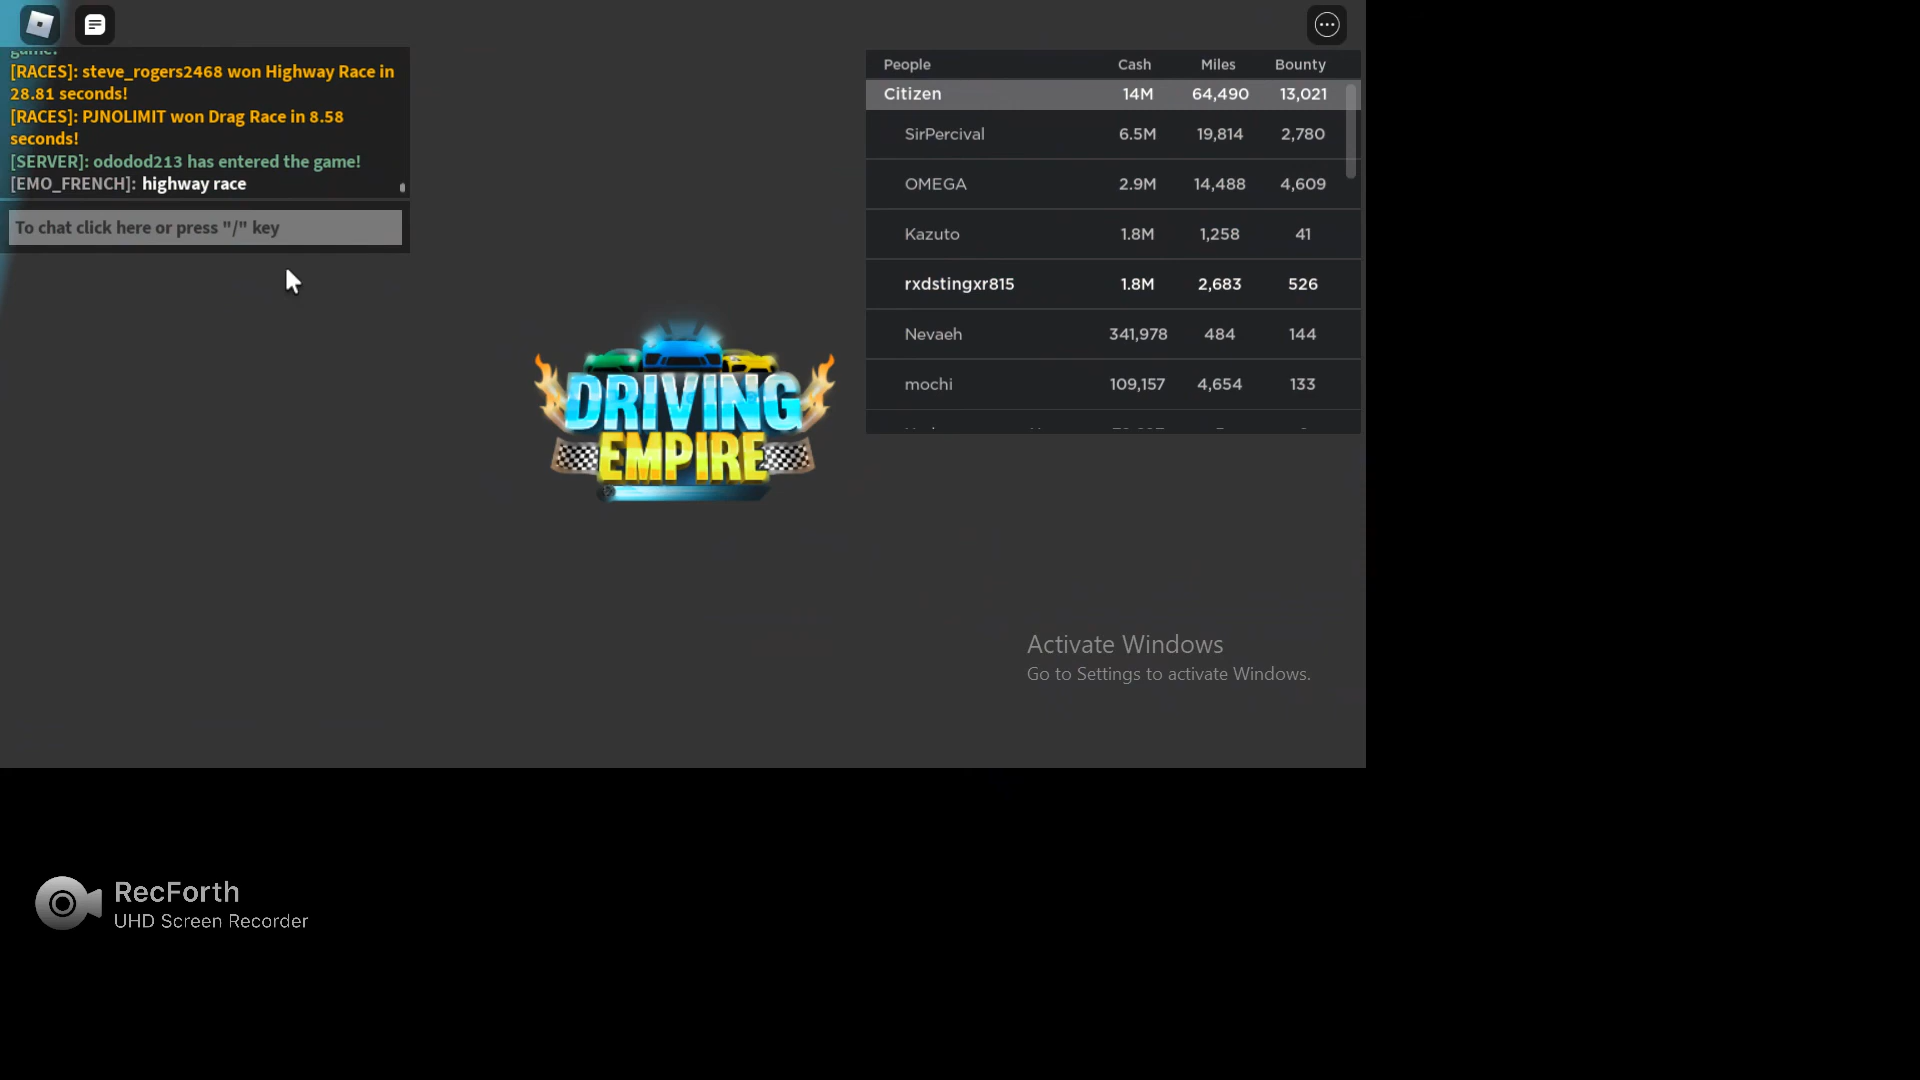 game!
[RACES]: steve_rogers2468 won Highway Race in
28.81 seconds!
[RACES]: PJNOLIMIT won Drag Race in 8.58
seconds!
[SERVER]: ododod213 has entered the game!
[EMO_FRENCH]: highway race
To chat click here or press "/" key
People Cash Miles Bounty
Citizen 14M 64,490 13,021
SirPercival 6.5M 19,814 2,780
OMEGA 2.9M 14,488 4,609
Kazuto 1.8M 1,258 41
rxdstingxr815 1.8M 2,683 526
Nevaeh 341,978 484 144
mochi 109,157 4,654 133
DRIVING
EMPIRE
Activate Windows
Go to Settings to activate Windows.
RecForth
UHD Screen Recorder